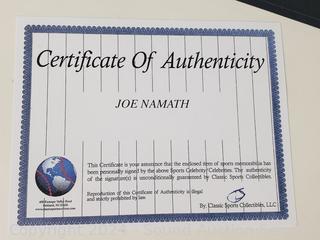 Certificate Of Authenticity
JOE NAMATH
This Certificate is your assurance that the enclosed item of sports memorabilia has
been personally signed by the above Sports Celebrity/Celebrities. The authenticity
of the signature(s) is unconditionally guaranteed by Classic Sports Collectibles.
Reproduction of this Certificate of Authenticity is illegal
and strictly prohibited by law
By: Classic Sports Collectibles, LLC
Copyright 2024